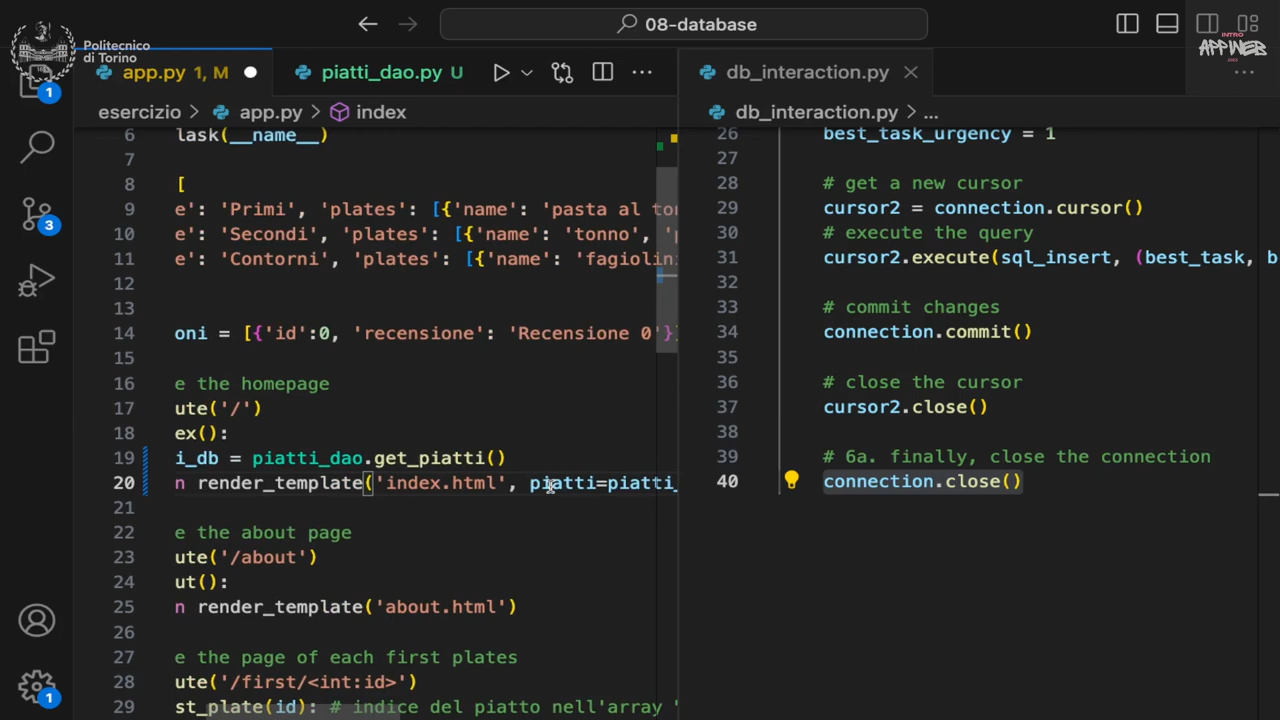 08-database
Politecnico
di Torino
INTRO
APPWEB
app.py 1, M
piatti_dao.py U
db_interaction.py
esercizio > app.py > index
db_interaction.py > ...
6 lask(__name__)
7
8 [
9 e': 'Primi', 'plates': [{'name': 'pasta al ton
10 e': 'Secondi', 'plates': [{'name': 'tonno', 'p
11 e': 'Contorni', 'plates': [{'name': 'fagiolini
12
13
14 oni = [{'id':0, 'recensione': 'Recensione 0'}]
15
16 e the homepage
17 ute('/')
18 ex():
19 i_db = piatti_dao.get_piatti()
20 n render_template('index.html', piatti=piatti_
21
22 e the about page
23 ute('/about')
24 ut():
25 n render_template('about.html')
26
27 e the page of each first plates
28 ute('/first/<int:id>')
29 st_plate(id): # indice del piatto nell'array '
26 best_task_urgency = 1
27
28 # get a new cursor
29 cursor2 = connection.cursor()
30 # execute the query
31 cursor2.execute(sql_insert, (best_task, b
32
33 # commit changes
34 connection.commit()
35
36 # close the cursor
37 cursor2.close()
38
39 # 6a. finally, close the connection
40 connection.close()
1
3
1